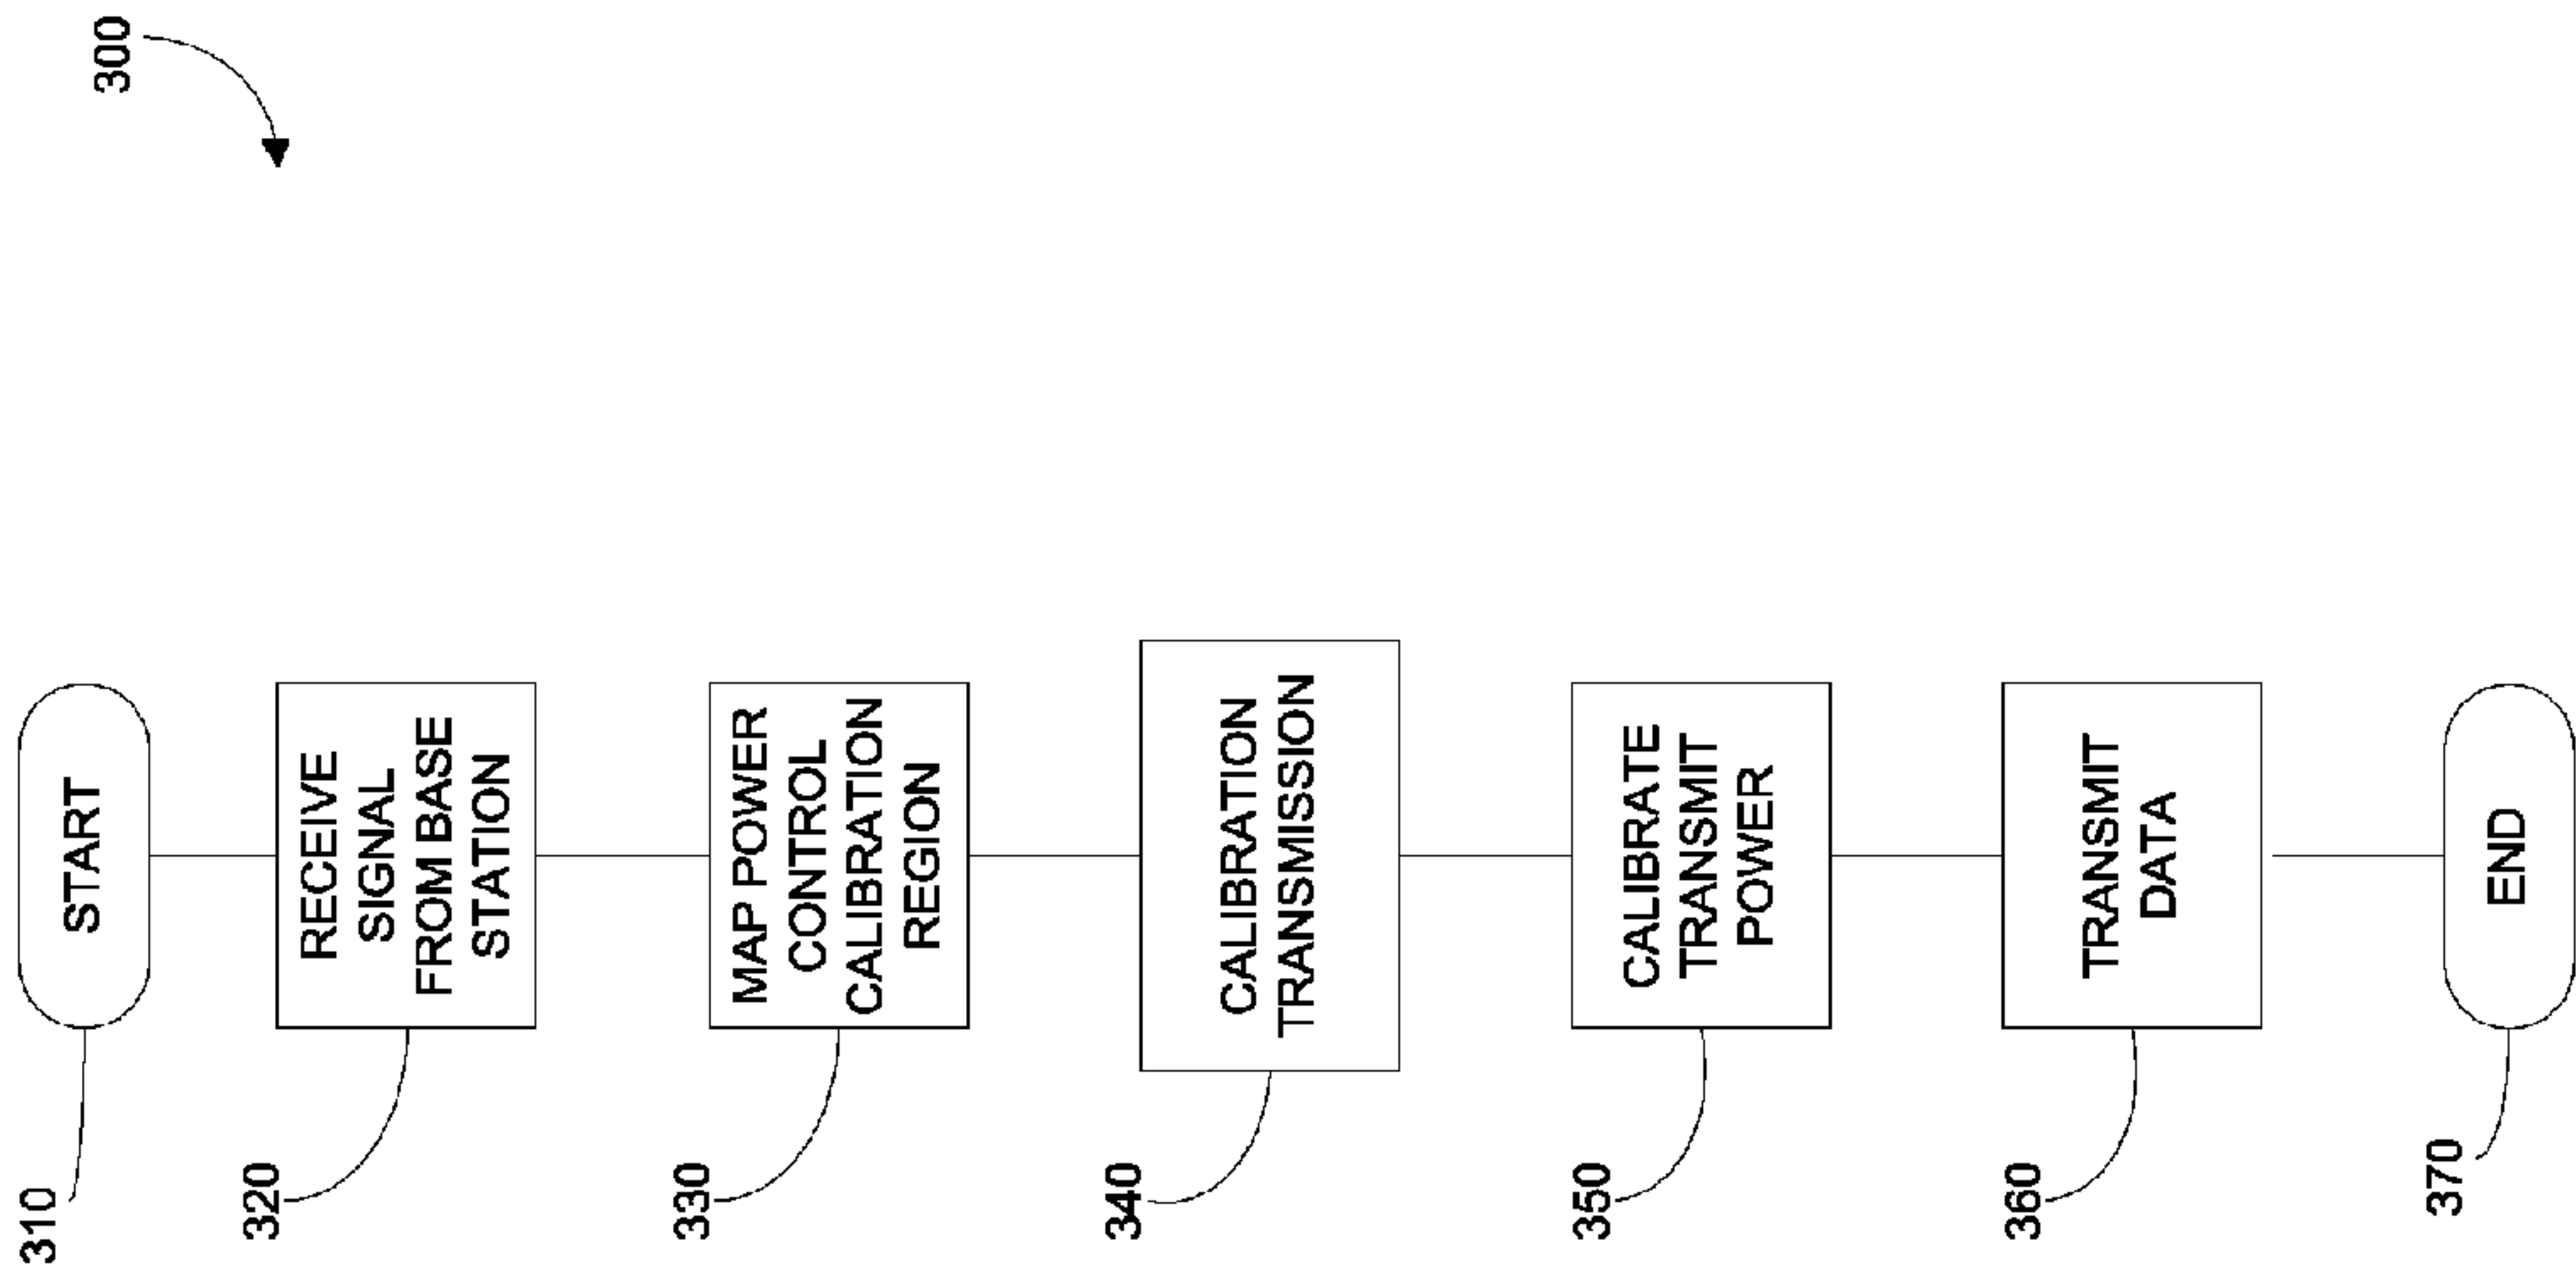 300
310
START
320
RECEIVE
SIGNAL
FROM BASE
STATION
330
MAP POWER
CONTROL
CALIBRATION
REGION
340
CALIBRATION
TRANSMISSION
350
CALIBRATE
TRANSMIT
POWER
360
TRANSMIT
DATA
370
END